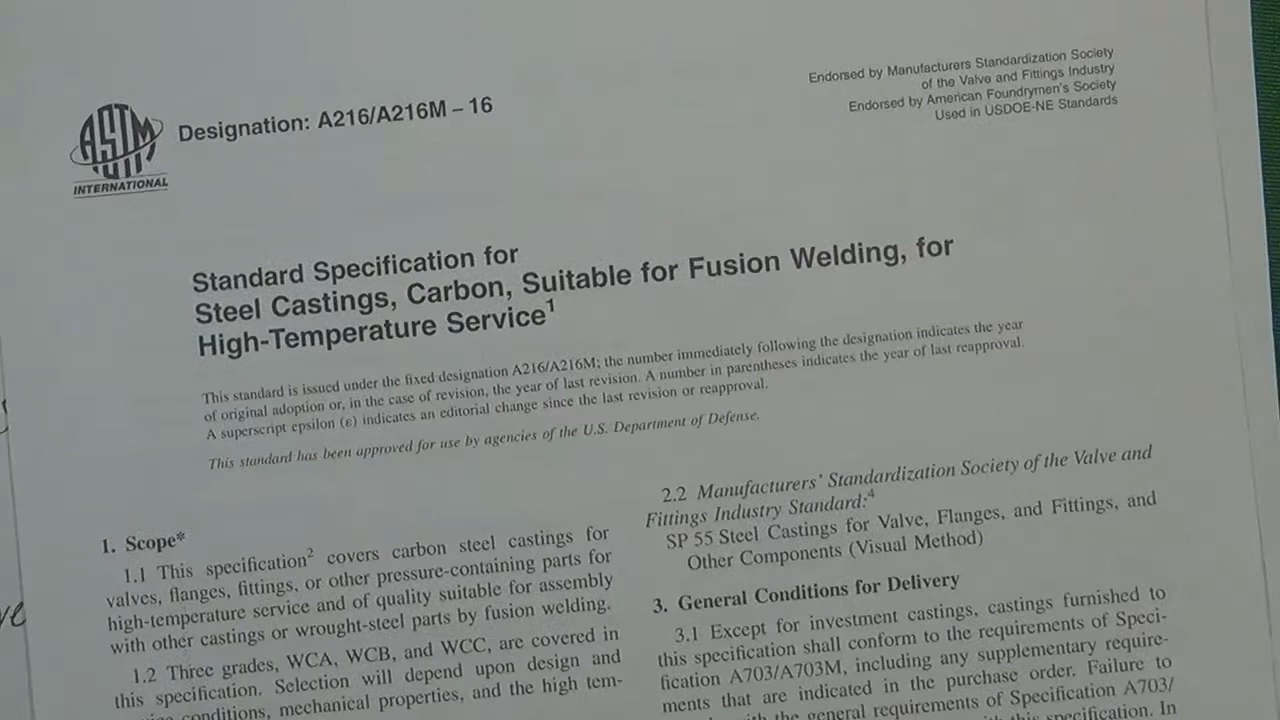 ASTM
INTERNATIONAL
Designation: A216/A216M – 16
Endorsed by Manufacturers Standardization Society
of the Valve and Fittings Industry
Endorsed by American Foundrymen's Society
Used in USDOE-NE Standards
Standard Specification for
Steel Castings, Carbon, Suitable for Fusion Welding, for
High-Temperature Service¹
This standard is issued under the fixed designation A216/A216M; the number immediately following the designation indicates the year
of original adoption or, in the case of revision, the year of last revision. A number in parentheses indicates the year of last reapproval.
A superscript epsilon (ε) indicates an editorial change since the last revision or reapproval.
This standard has been approved for use by agencies of the U.S. Department of Defense.
1. Scope*
1.1 This specification² covers carbon steel castings for
valves, flanges, fittings, or other pressure-containing parts for
high-temperature service and of quality suitable for assembly
with other castings or wrought-steel parts by fusion welding.
1.2 Three grades, WCA, WCB, and WCC, are covered in
this specification. Selection will depend upon design and
conditions, mechanical properties, and the high tem-
2.2 Manufacturers' Standardization Society of the Valve and
Fittings Industry Standard:⁴
SP 55 Steel Castings for Valve, Flanges, and Fittings, and
Other Components (Visual Method)
3. General Conditions for Delivery
3.1 Except for investment castings, castings furnished to
this specification shall conform to the requirements of Speci-
fication A703/A703M, including any supplementary require-
ments that are indicated in the purchase order. Failure to
the general requirements of Specification A703/
this specification. In